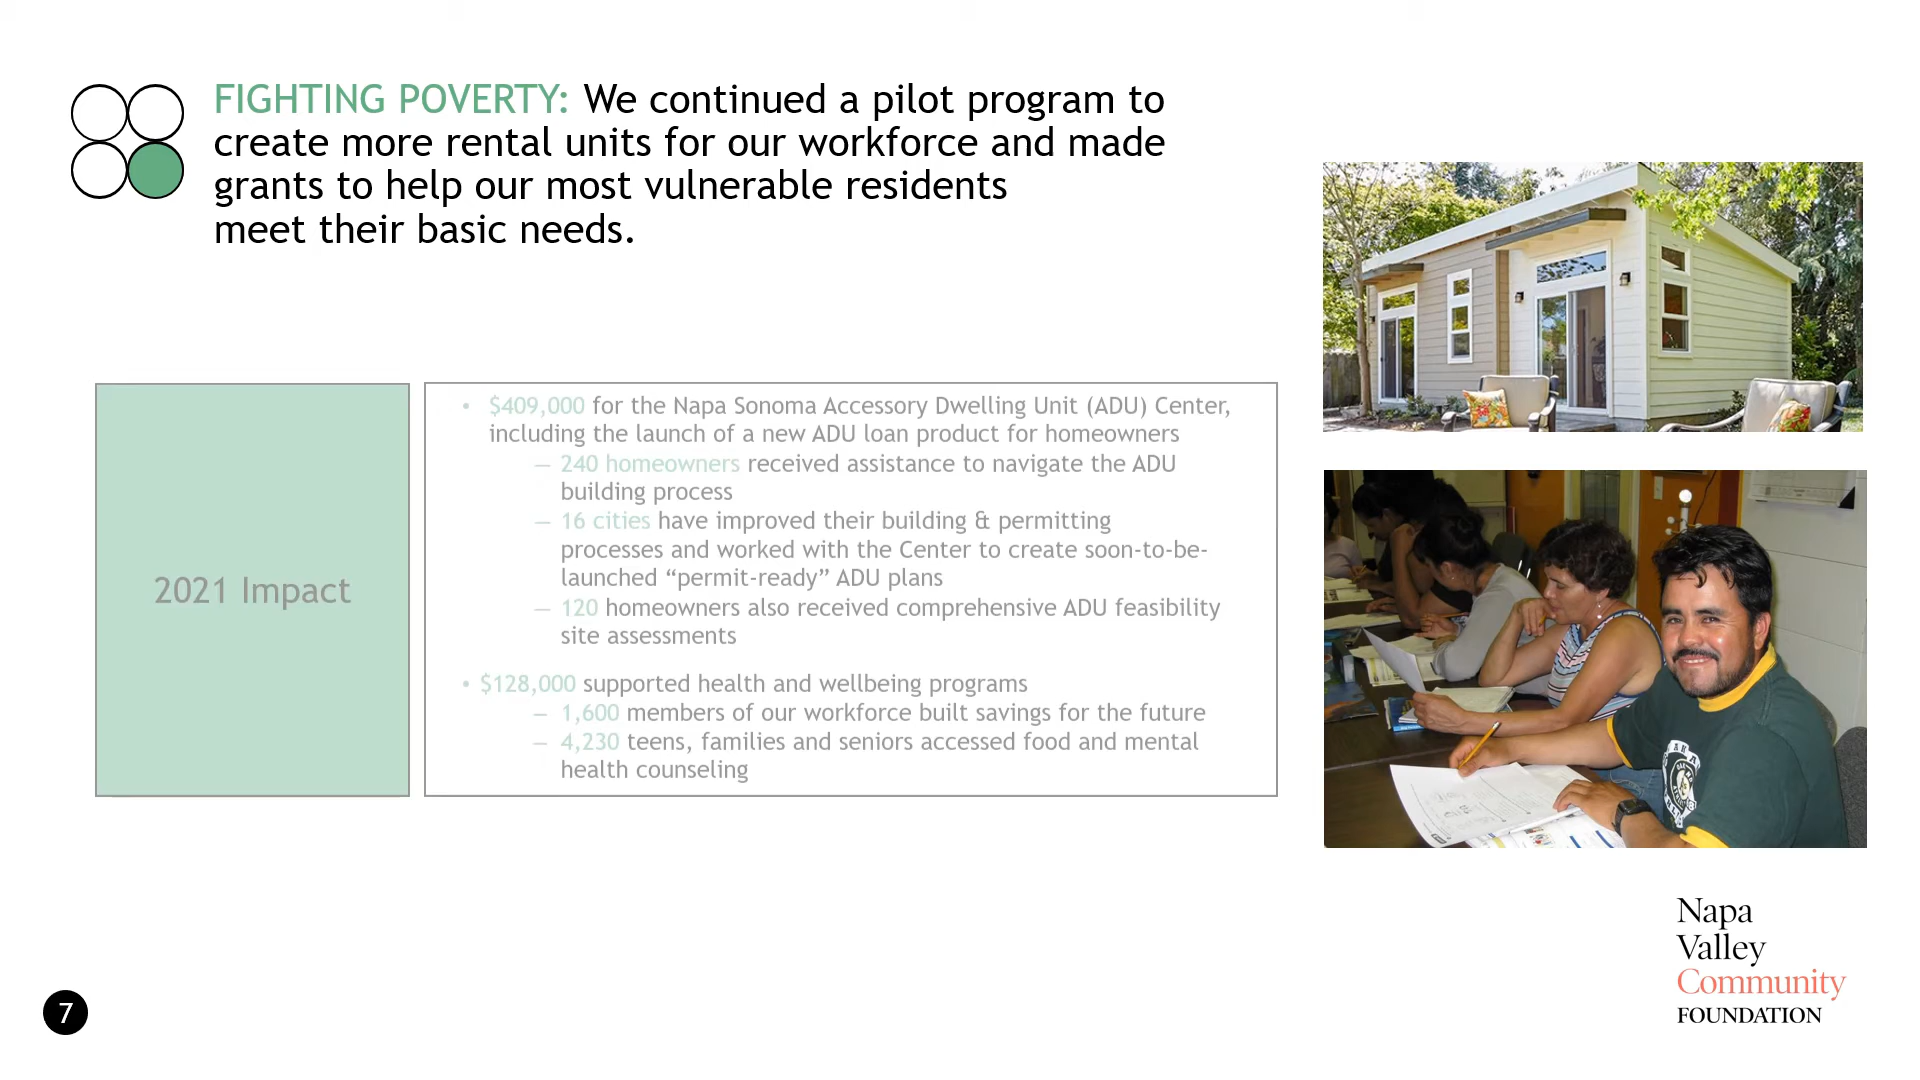 FIGHTING POVERTY: We continued a pilot program to
create more rental units for our workforce and made
grants to help our most vulnerable residents
meet their basic needs.
2021 Impact
• $409,000 for the Napa Sonoma Accessory Dwelling Unit (ADU) Center,
including the launch of a new ADU loan product for homeowners
— 240 homeowners received assistance to navigate the ADU
building process
— 16 cities have improved their building & permitting
processes and worked with the Center to create soon-to-be-
launched “permit-ready” ADU plans
— 120 homeowners also received comprehensive ADU feasibility
site assessments
• $128,000 supported health and wellbeing programs
— 1,600 members of our workforce built savings for the future
— 4,230 teens, families and seniors accessed food and mental
health counseling
Napa
Valley
Community
FOUNDATION
7